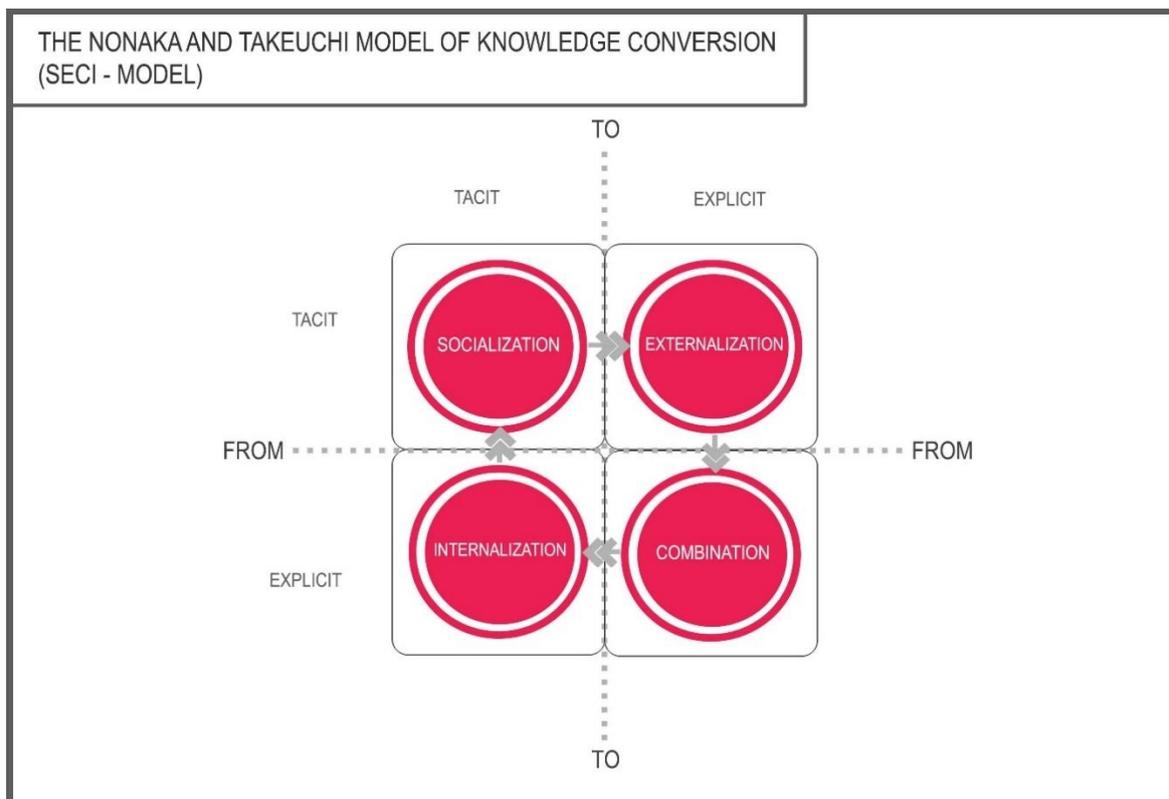 THE NONAKA AND TAKEUCHI MODEL OF KNOWLEDGE CONVERSION
(SECI - MODEL)
TO
TACIT
EXPLICIT
TACIT
SOCIALIZATION
EXTERNALIZATION
FROM
FROM
INTERNALIZATION
COMBINATION
EXPLICIT
TO